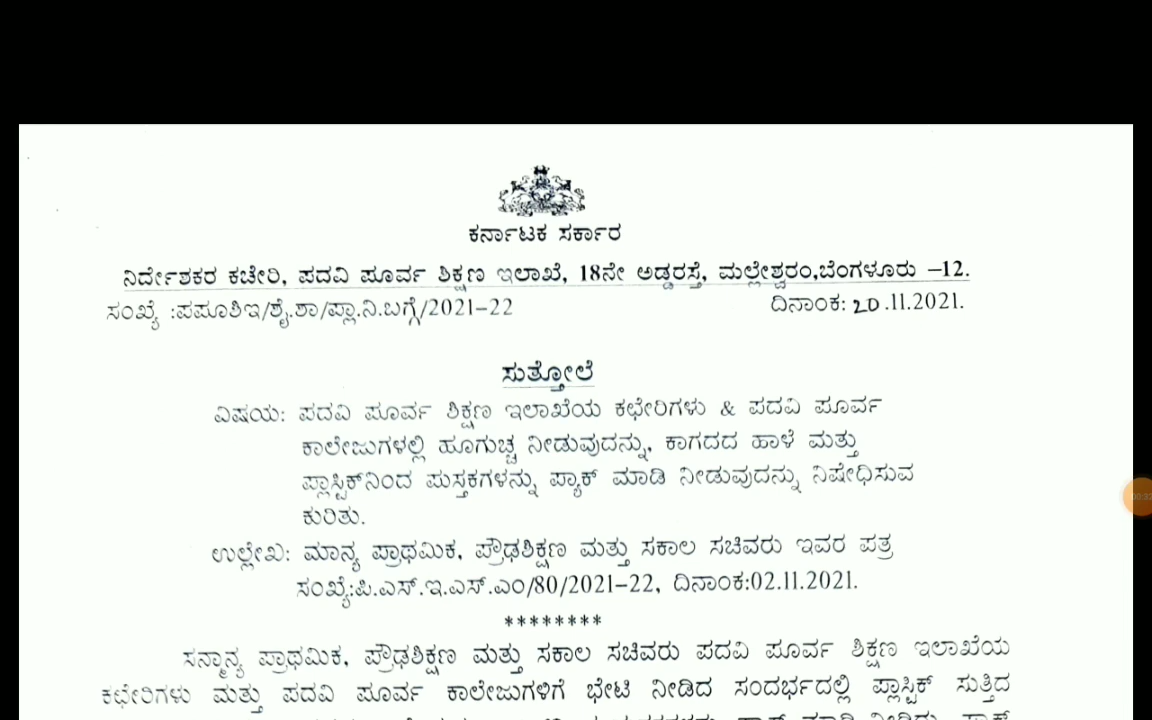 ಕರ್ನಾಟಕ ಸರ್ಕಾರ
ನಿರ್ದೇಶಕರ ಕಚೇರಿ, ಪದವಿ ಪೂರ್ವ ಶಿಕ್ಷಣ ಇಲಾಖೆ, 18ನೇ ಅಡ್ಡರಸ್ತೆ, ಮಲ್ಲೇಶ್ವರಂ,ಬೆಂಗಳೂರು –12.
ಸಂಖ್ಯೆ :ಪಪೂಶಿಇ/ಶೈ.ಶಾ/ಪ್ಲಾ.ನಿ.ಬಗ್ಗೆ/2021–22 ದಿನಾಂಕ: 20 .11.2021.
ಸುತ್ತೋಲೆ
ವಿಷಯ: ಪದವಿ ಪೂರ್ವ ಶಿಕ್ಷಣ ಇಲಾಖೆಯ ಕಛೇರಿಗಳು & ಪದವಿ ಪೂರ್ವ
ಕಾಲೇಜುಗಳಲ್ಲಿ ಹೂಗುಚ್ಚ ನೀಡುವುದನ್ನು, ಕಾಗದದ ಹಾಳೆ ಮತ್ತು
ಪ್ಲಾಸ್ಟಿಕ್‌ನಿಂದ ಪುಸ್ತಕಗಳನ್ನು ಪ್ಯಾಕ್ ಮಾಡಿ ನೀಡುವುದನ್ನು ನಿಷೇಧಿಸುವ
ಕುರಿತು.
ಉಲ್ಲೇಖ: ಮಾನ್ಯ ಪ್ರಾಥಮಿಕ, ಪ್ರೌಢಶಿಕ್ಷಣ ಮತ್ತು ಸಕಾಲ ಸಚಿವರು ಇವರ ಪತ್ರ
ಸಂಖ್ಯೆ:ಪಿ.ಎಸ್.ಇ.ಎಸ್.ಎಂ/80/2021–22, ದಿನಾಂಕ:02.11.2021.
********
ಸನ್ಮಾನ್ಯ ಪ್ರಾಥಮಿಕ, ಪ್ರೌಢಶಿಕ್ಷಣ ಮತ್ತು ಸಕಾಲ ಸಚಿವರು ಪದವಿ ಪೂರ್ವ ಶಿಕ್ಷಣ ಇಲಾಖೆಯ
ಕಛೇರಿಗಳು ಮತ್ತು ಪದವಿ ಪೂರ್ವ ಕಾಲೇಜುಗಳಿಗೆ ಭೇಟಿ ನೀಡಿದ ಸಂದರ್ಭದಲ್ಲಿ ಪ್ಲಾಸ್ಟಿಕ್ ಸುತ್ತಿದ